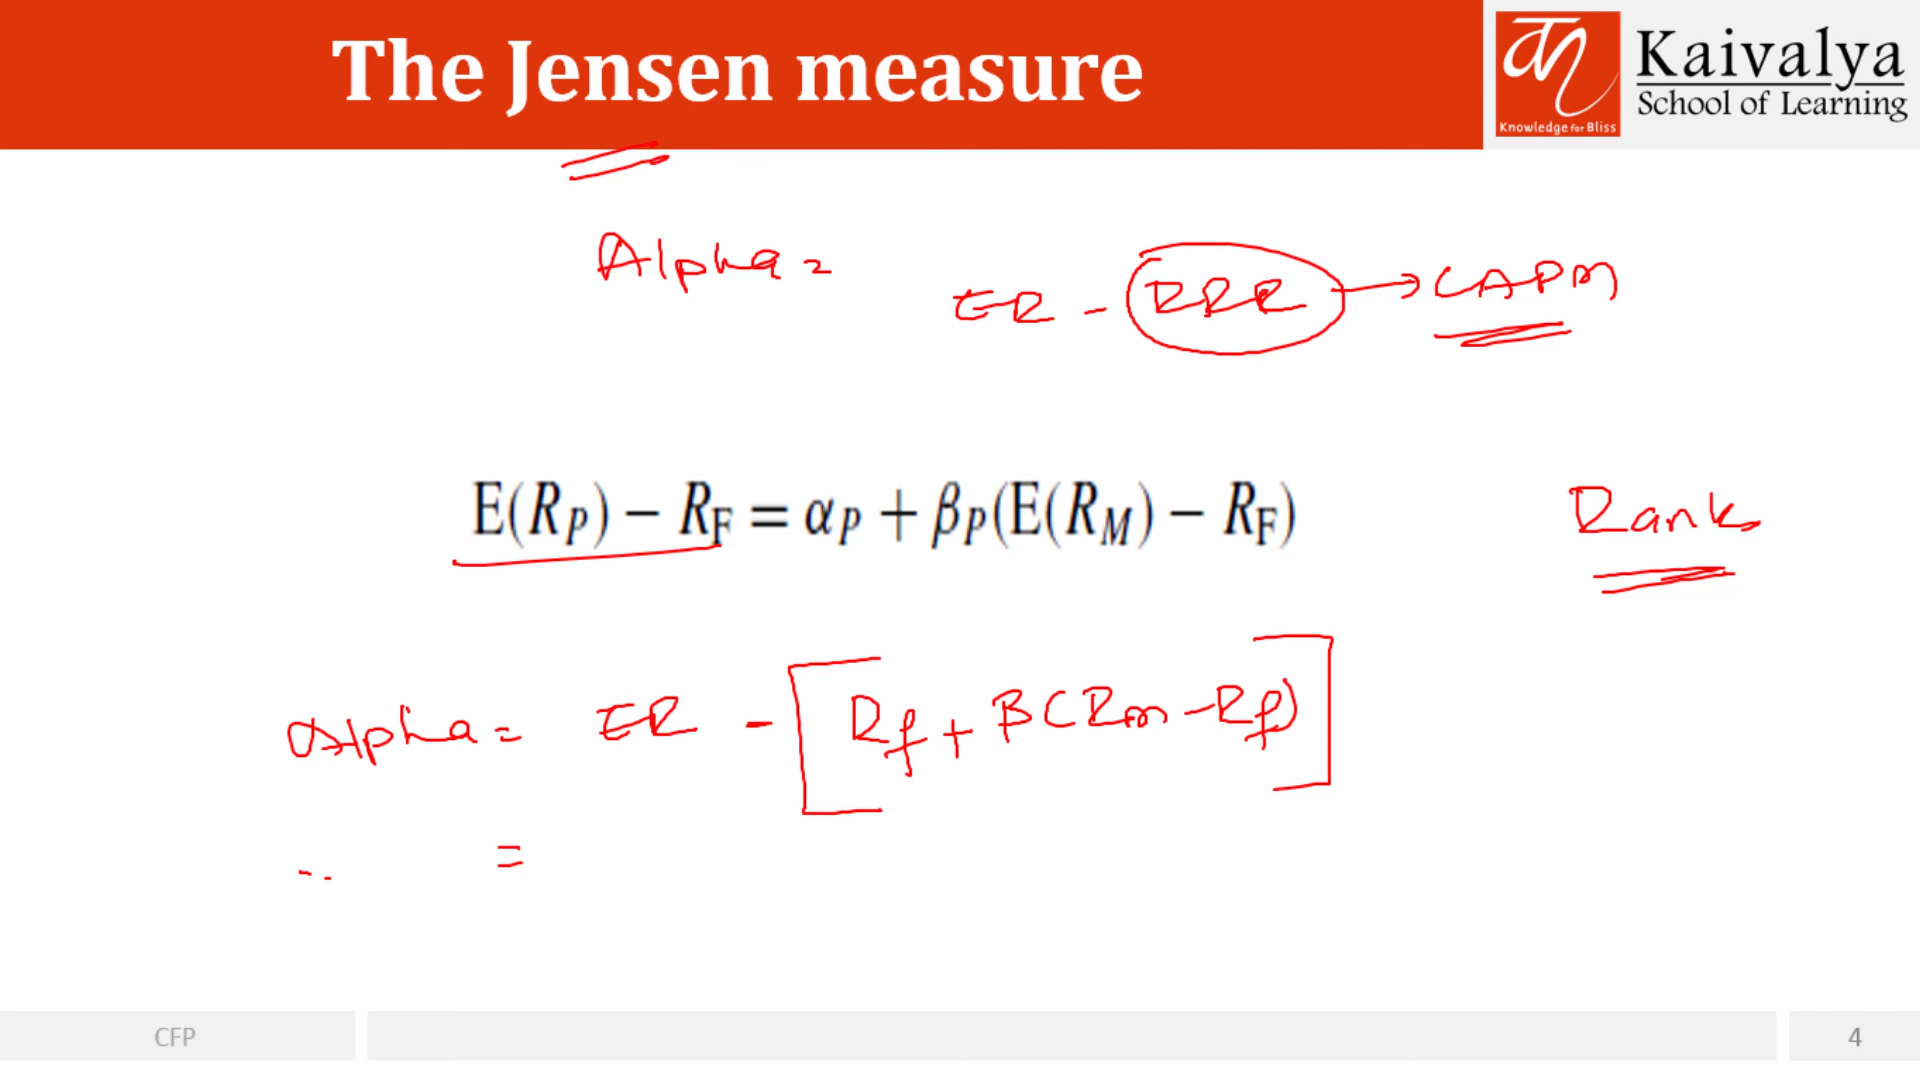 The Jensen measure
Kaivalya
School of Learning
Knowledge for Bliss
Alpha =
ER - RRR → CAPM
E(R_P) − R_F = α_P + β_P(E(R_M) − R_F)
Rank
Alpha = ER - [Rf + β(Rm - Rf)]
=
CFP
4